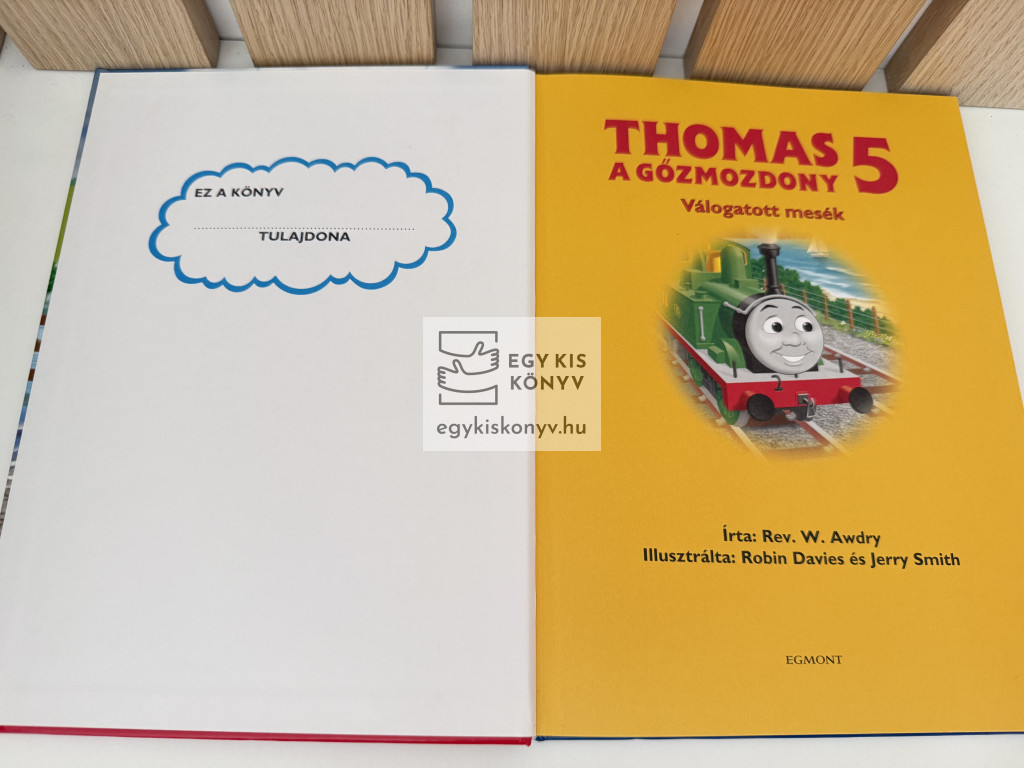 EZ A KÖNYV
TULAJDONA
THOMAS 5
A GŐZMOZDONY
Válogatott mesék
2
EGY KIS
KÖNYV
egykiskonyv.hu
Írta: Rev. W. Awdry
Illusztrálta: Robin Davies és Jerry Smith
EGMONT